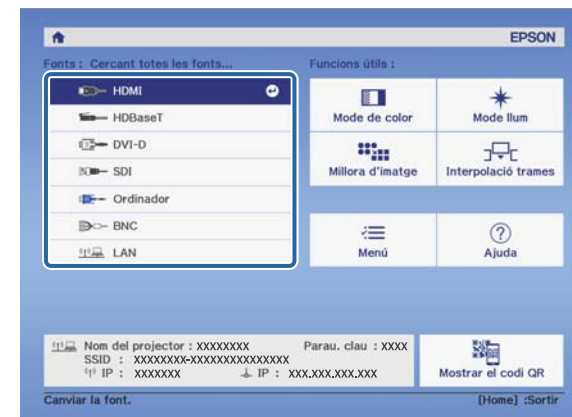 EPSON
Fonts : Cercant totes les fonts...
Funcions útils :
HDMI
HDBaseT
DVI-D
SDI
Ordinador
BNC
LAN
Mode de color
Mode llum
Millora d'imatge
Interpolació trames
Menú
Ajuda
Nom del projector : XXXXXXXX Parau. clau : XXXX
SSID : XXXXXXXX-XXXXXXXXXXXXXXX
IP : XXXXXXX IP : XXX.XXX.XXX.XXX
Mostrar el codi QR
Canviar la font.
[Home] :Sortir